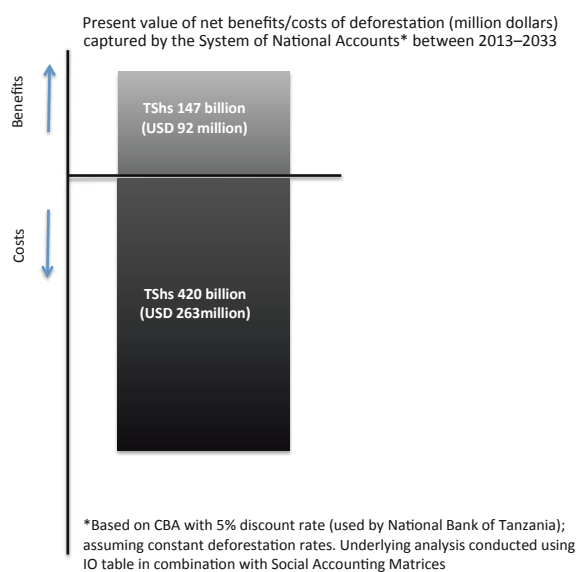 Present value of net benefits/costs of deforestation (million dollars)
captured by the System of National Accounts* between 2013–2033
Benefits
TShs 147 billion
(USD 92 million)
Costs
TShs 420 billion
(USD 263million)
*Based on CBA with 5% discount rate (used by National Bank of Tanzania);
assuming constant deforestation rates. Underlying analysis conducted using
IO table in combination with Social Accounting Matrices